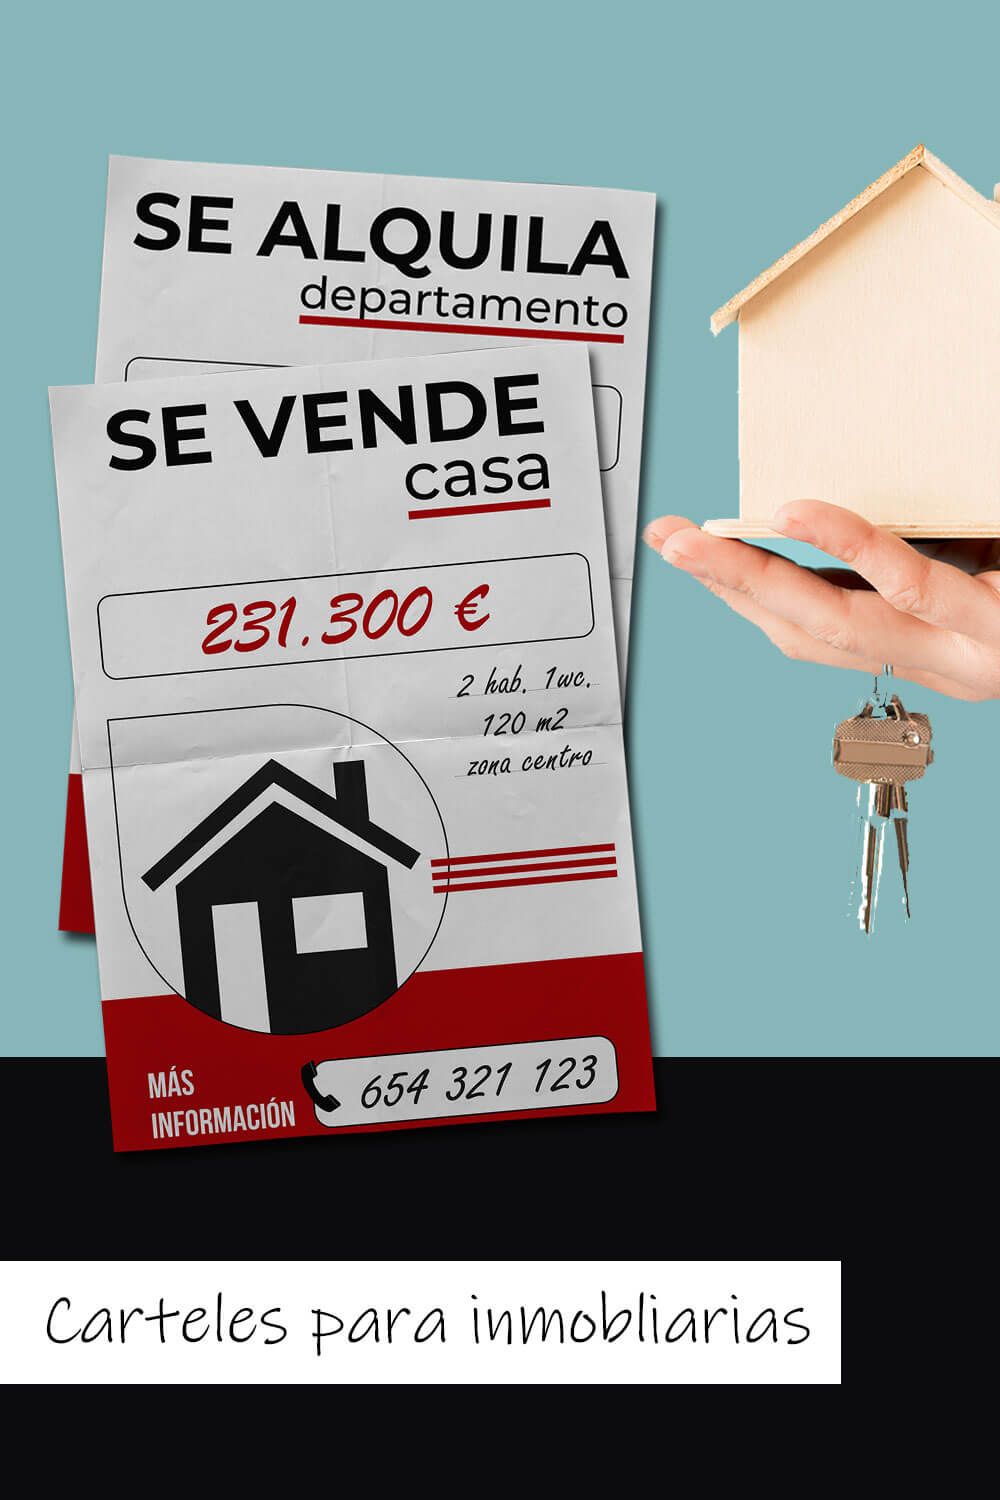 SE ALQUILA
departamento
SE VENDE
casa
231.300 €
2 hab. 1wc.
120 m2
zona centro
MÁS
INFORMACIÓN
654 321 123
Carteles para inmobliarias